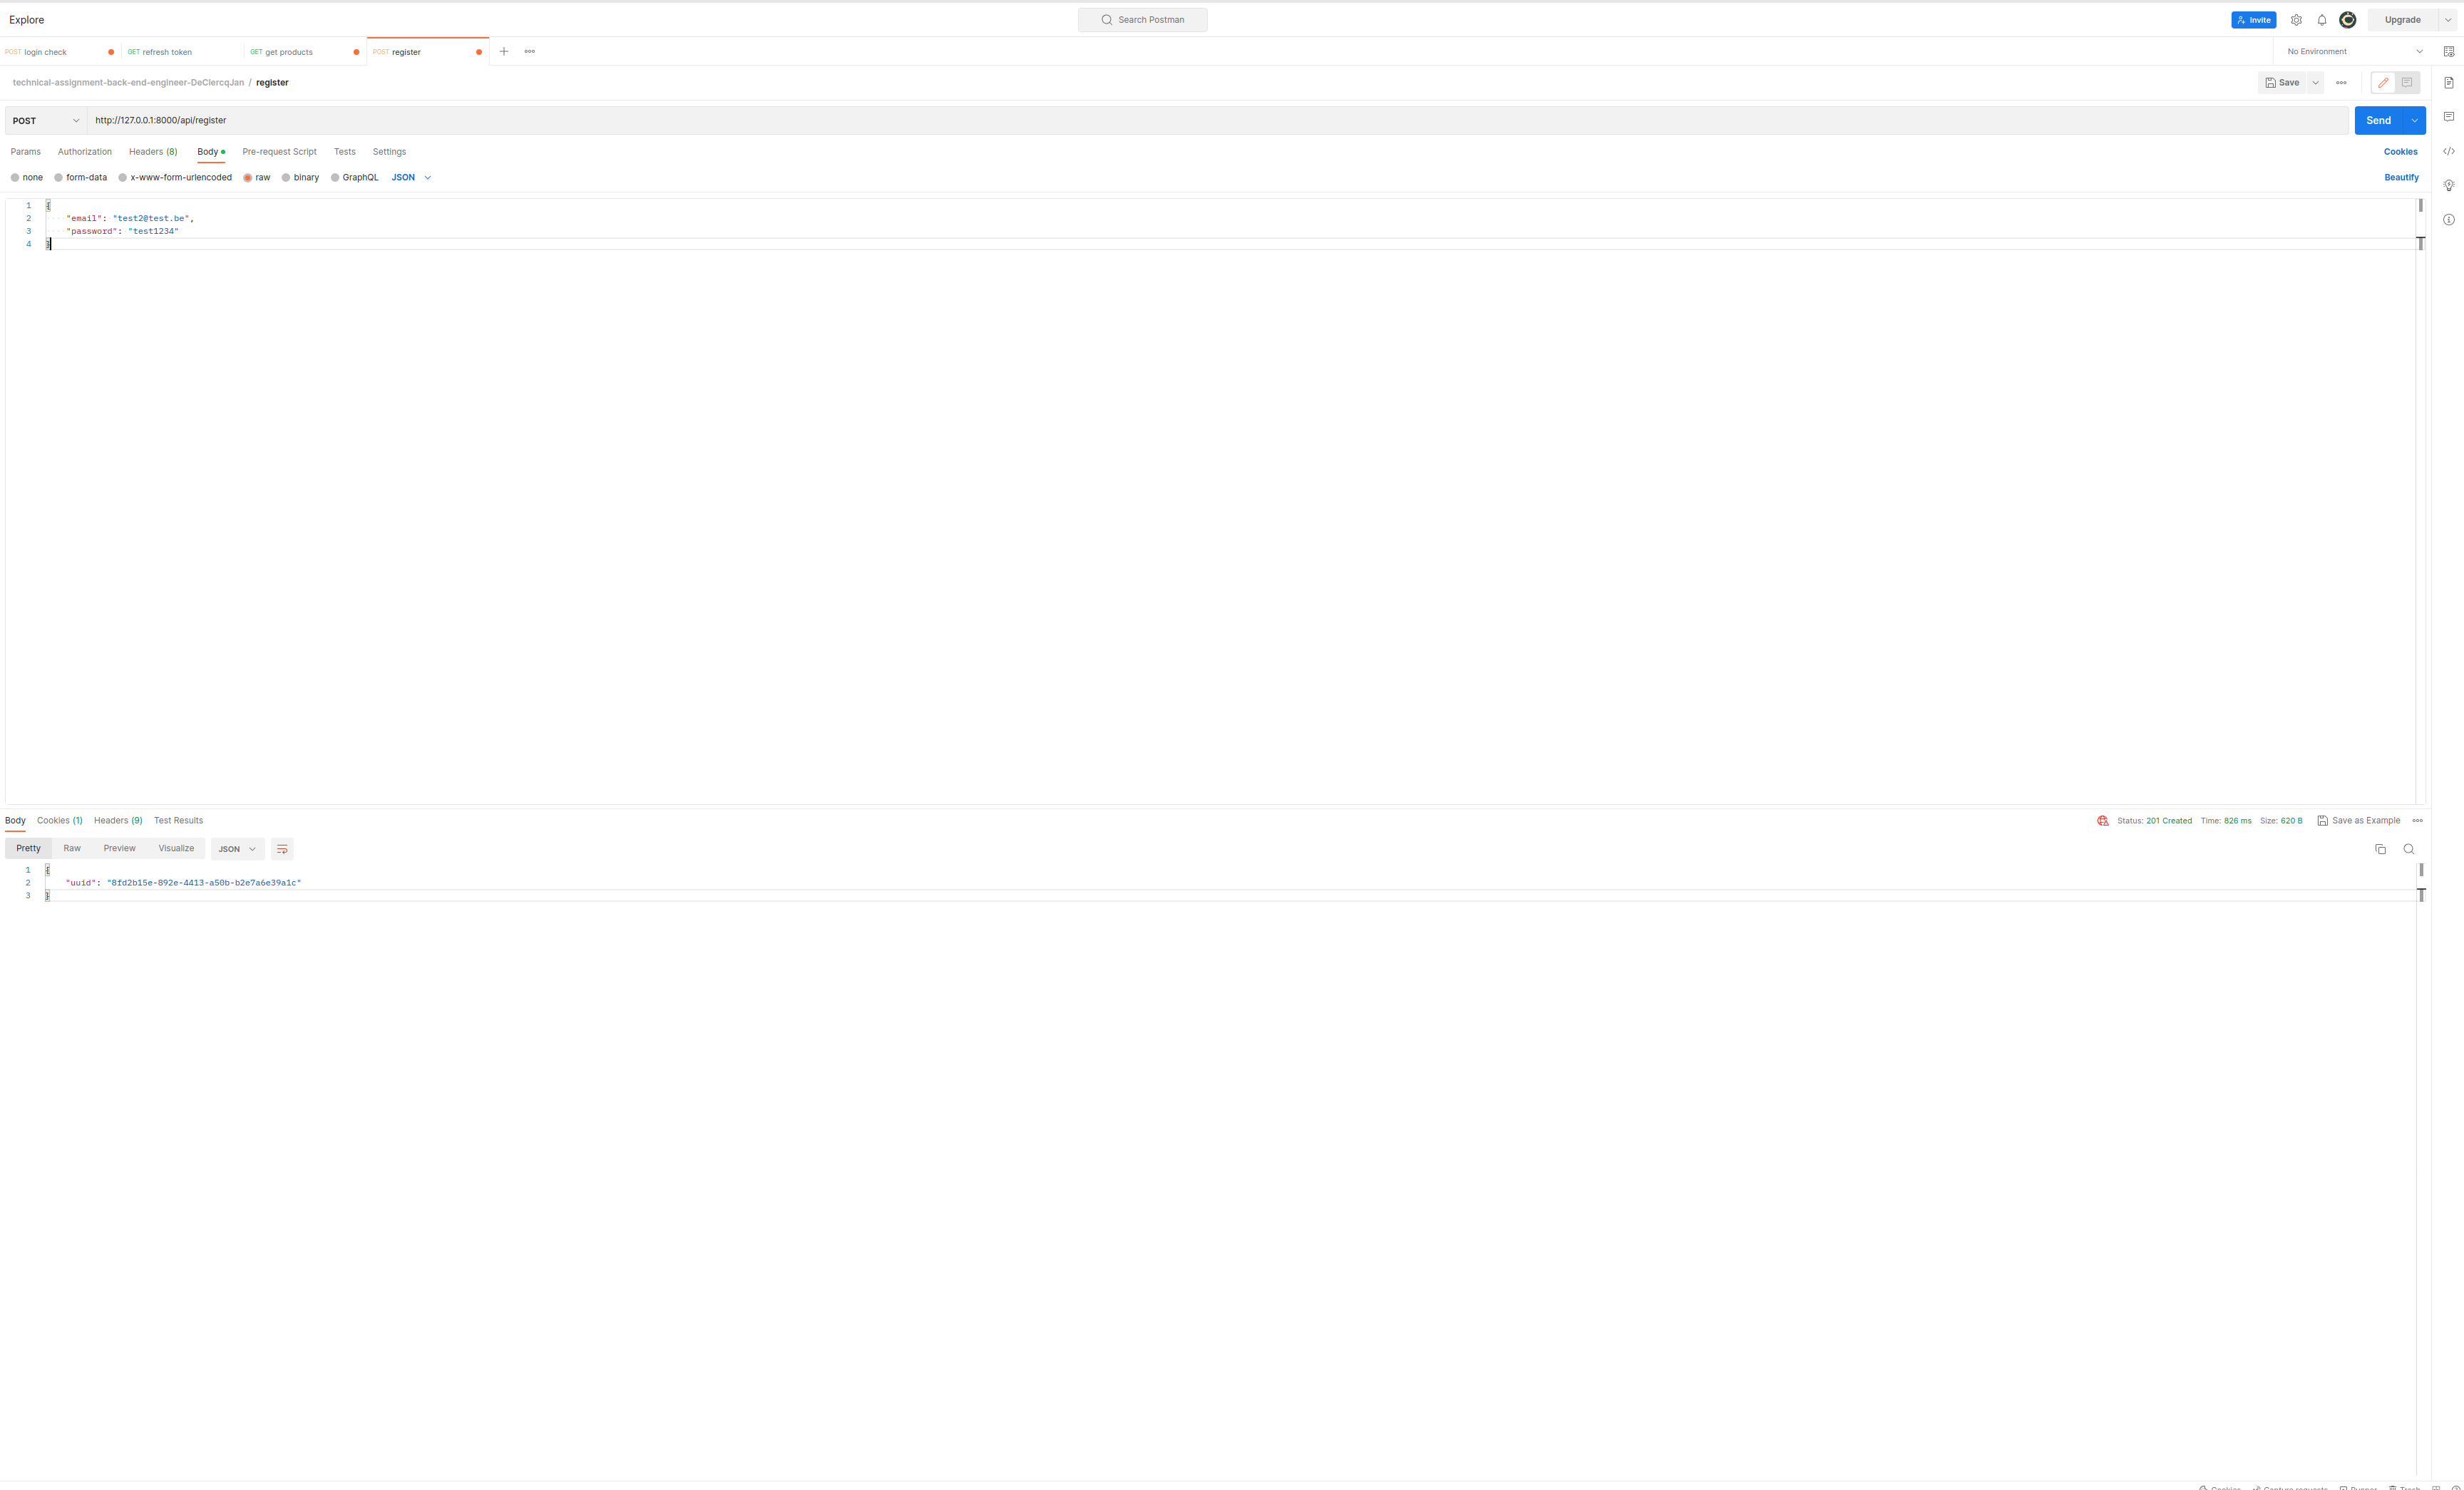 Explore
Search Postman
Invite
Upgrade
POST login check
GET refresh token
GET get products
POST register
No Environment
technical-assignment-back-end-engineer-DeClercqJan / register
Save
POST
http://127.0.0.1:8000/api/register
Send
Params Authorization Headers (8) Body Pre-request Script Tests Settings
Cookies
none form-data x-www-form-urlencoded raw binary GraphQL JSON
Beautify
1 {
2 "email": "test2@test.be",
3 "password": "test1234"
4 }
Body Cookies (1) Headers (9) Test Results
Status: 201 Created Time: 826 ms Size: 620 B Save as Example
Pretty Raw Preview Visualize JSON
1 {
2 "uuid": "8fd2b15e-892e-4413-a50b-b2e7a6e39a1c"
3 }
Cookies Capture requests Runner Trash